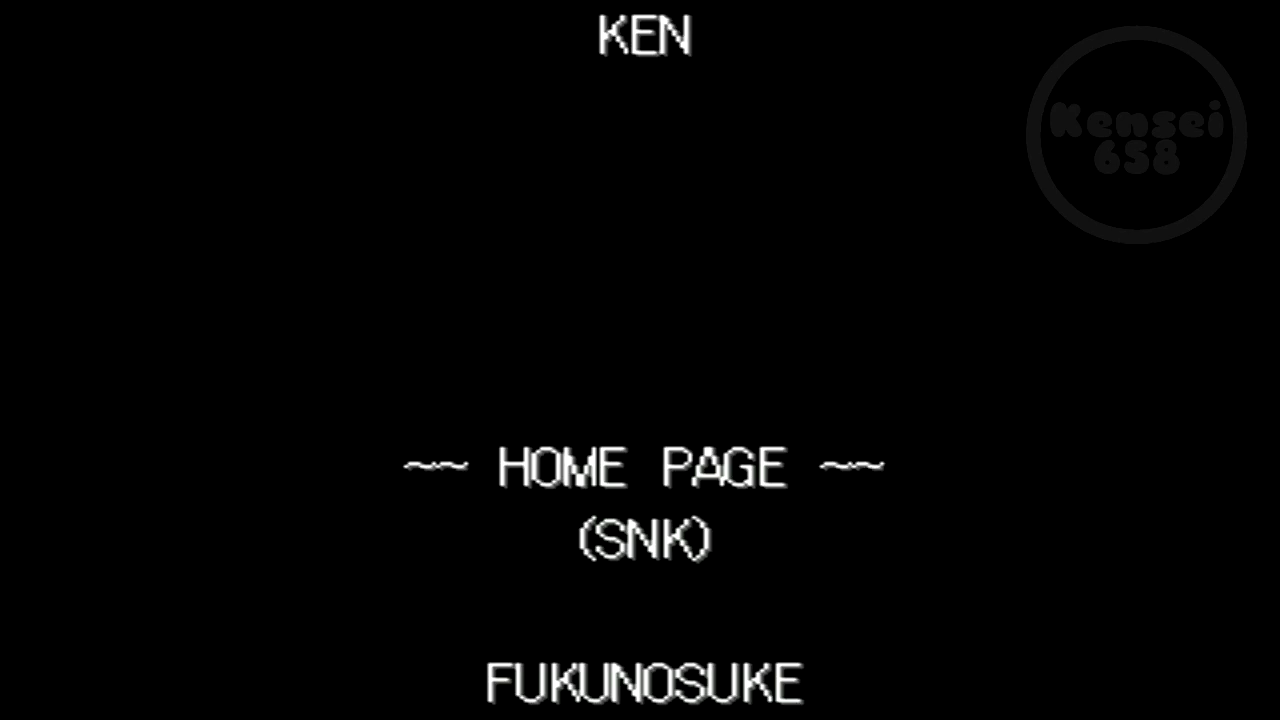 KEN
Kensei
658
~~ HOME PAGE ~~
(SNK)
FUKUNOSUKE